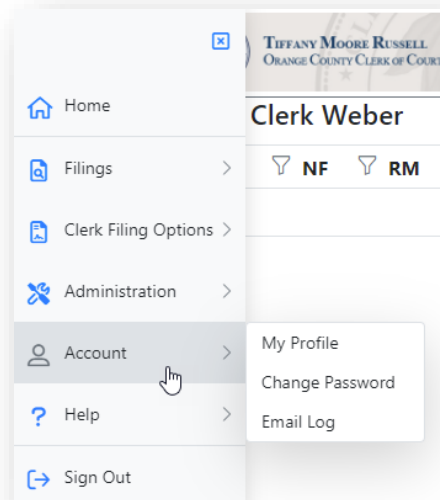 TIFFANY MOORE RUSSELL
ORANGE COUNTY CLERK OF COURT
Home
Clerk Weber
Filings
NF
RM
Clerk Filing Options
Administration
Account
My Profile
Change Password
Help
Email Log
Sign Out